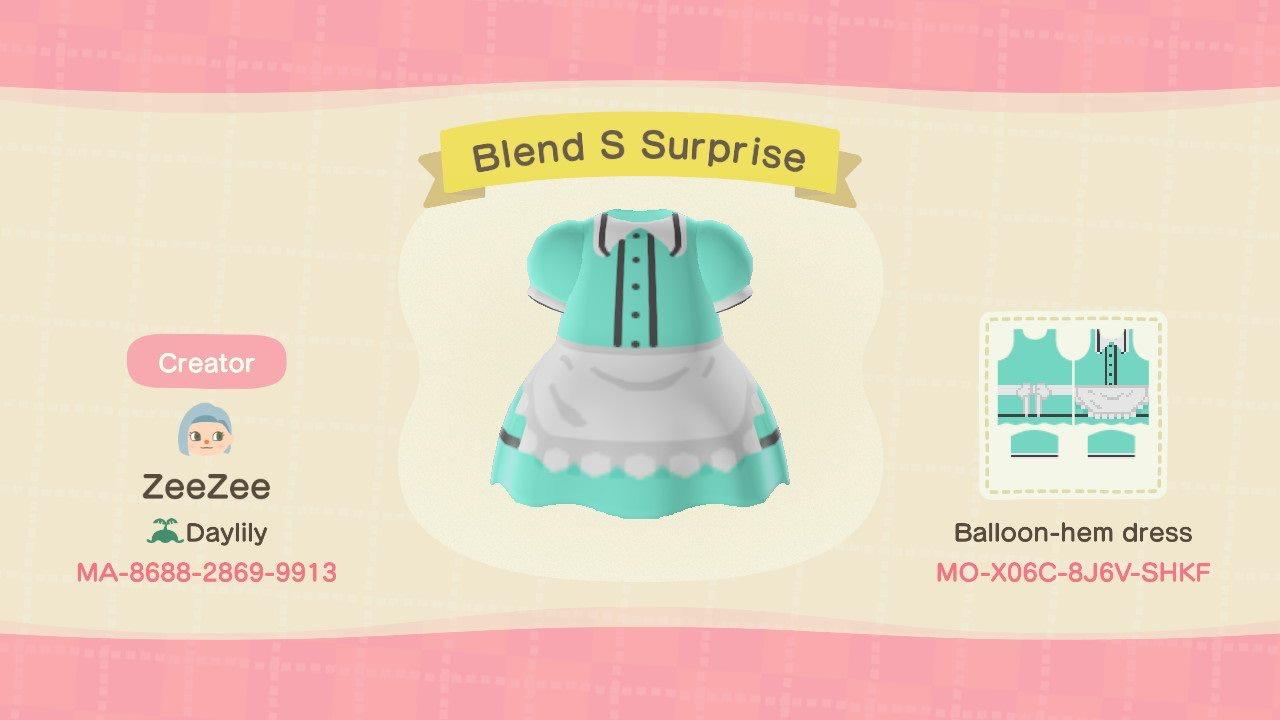 Blend S Surprise
Creator
ZeeZee
Daylily
MA-8688-2869-9913
Balloon-hem dress
MO-X06C-8J6V-SHKF